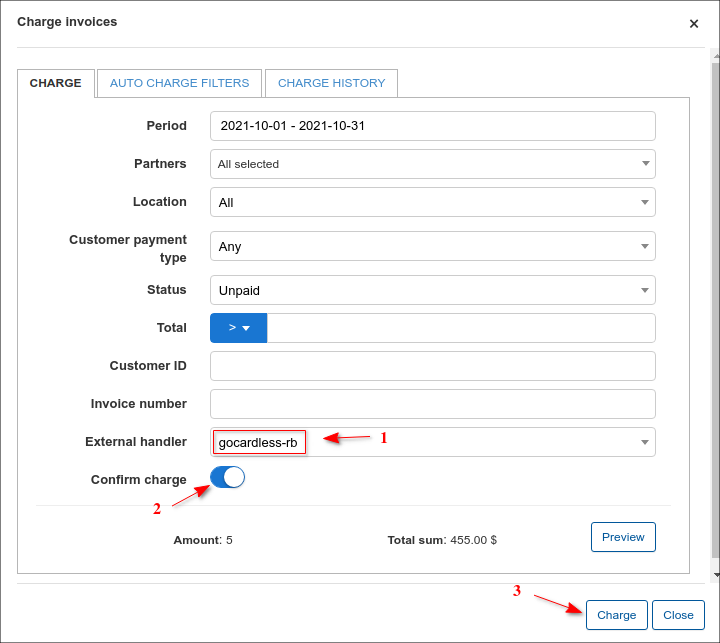 Charge invoices ×
CHARGE AUTO CHARGE FILTERS CHARGE HISTORY
Period 2021-10-01 - 2021-10-31
Partners All selected
Location All
Customer payment
type Any
Status Unpaid
Total >
Customer ID
Invoice number
External handler gocardless-rb 1
Confirm charge
2
Amount: 5 Total sum: 455.00 $ Preview
3
Charge Close